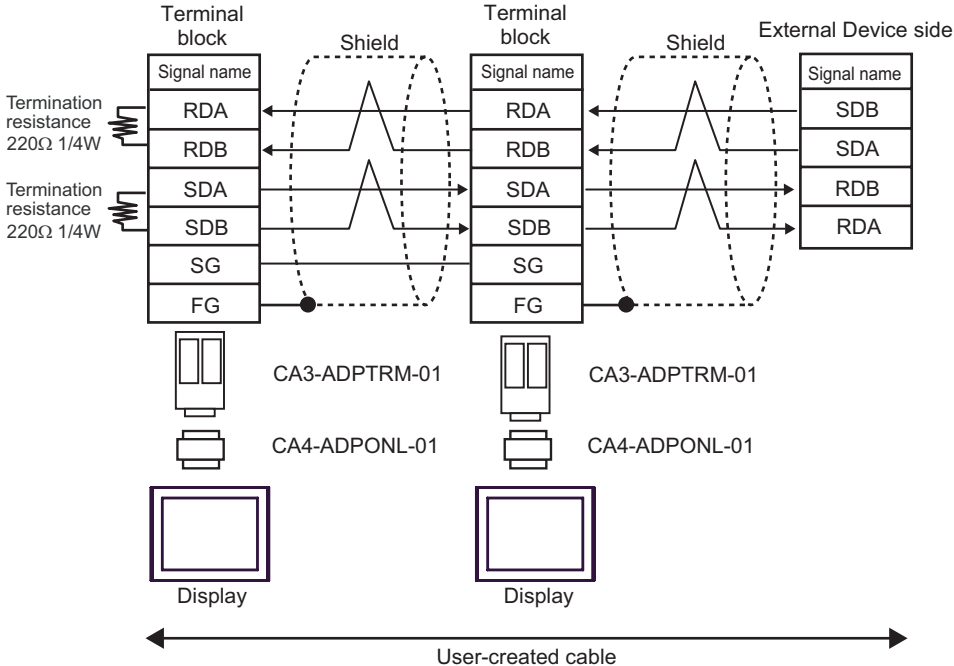 Terminal
block
Shield
Terminal
block
Shield
External Device side
Signal name
Signal name
Signal name
Termination
resistance
220Ω 1/4W
RDA
RDA
SDB
RDB
RDB
SDA
Termination
resistance
220Ω 1/4W
SDA
SDA
RDB
SDB
SDB
RDA
SG
SG
FG
FG
CA3-ADPTRM-01
CA3-ADPTRM-01
CA4-ADPONL-01
CA4-ADPONL-01
Display
Display
User-created cable